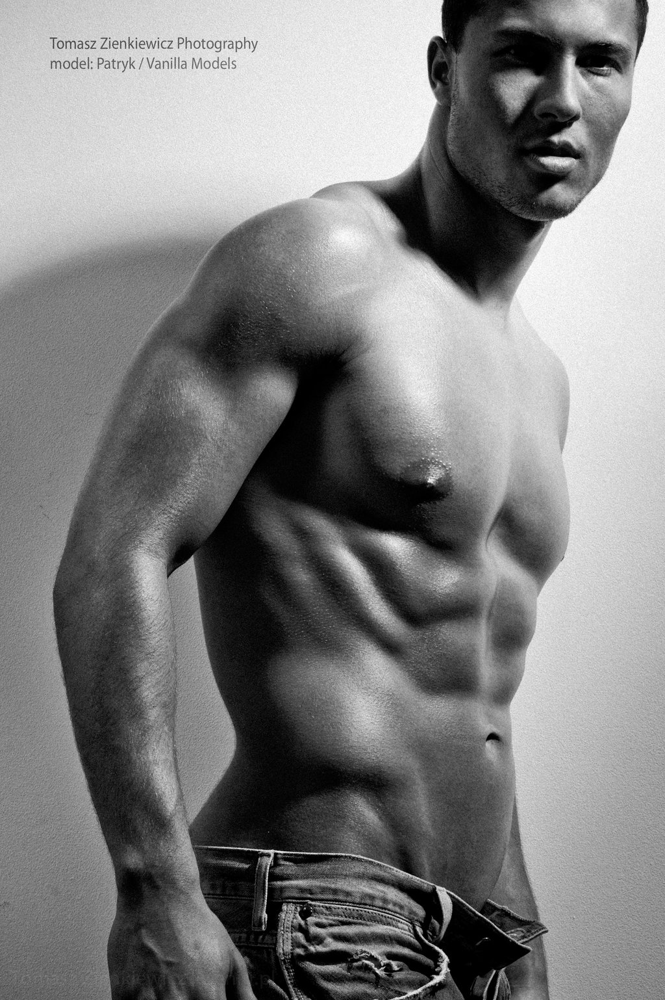 Tomasz Zienkiewicz Photography
model: Patryk / Vanilla Models